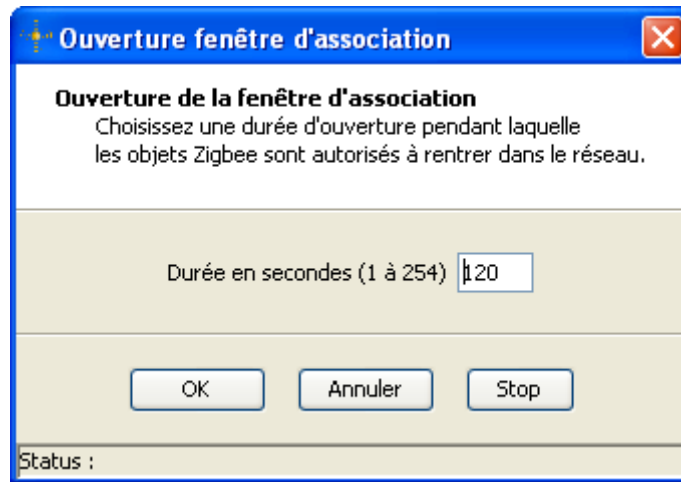 Ouverture fenêtre d'association
Ouverture de la fenêtre d'association
Choisissez une durée d'ouverture pendant laquelle
les objets Zigbee sont autorisés à rentrer dans le réseau.
Durée en secondes (1 à 254) 120
OK Annuler Stop
Status :